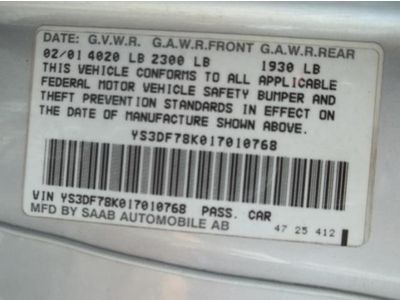 DATE: G.V.W.R. G.A.W.R.FRONT G.A.W.R.REAR
02/01 4020 LB 2300 LB 1930 LB
THIS VEHICLE CONFORMS TO ALL APPLICABLE
FEDERAL MOTOR VEHICLE SAFETY BUMPER AND
THEFT PREVENTION STANDARDS IN EFFECT ON
THE DATE OF MANUFACTURE SHOWN ABOVE.
YS3DF78K017010768
VIN YS3DF78K017010768 PASS. CAR
MFD BY SAAB AUTOMOBILE AB 47 25 412